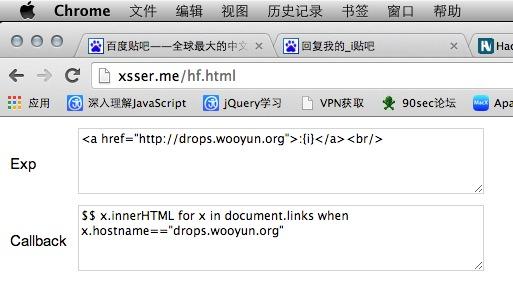 Chrome 文件 编辑 视图 历史记录 书签 窗口 帮助
百度贴吧——全球最大的中文 回复我的_i贴吧 Hac
xsser.me/hf.html
应用 深入理解JavaScript jQuery学习 VPN获取 90sec论坛 Apa
Exp
<a href="http://drops.wooyun.org">:{i}</a><br/>
Callback
$$ x.innerHTML for x in document.links when
x.hostname=="drops.wooyun.org"